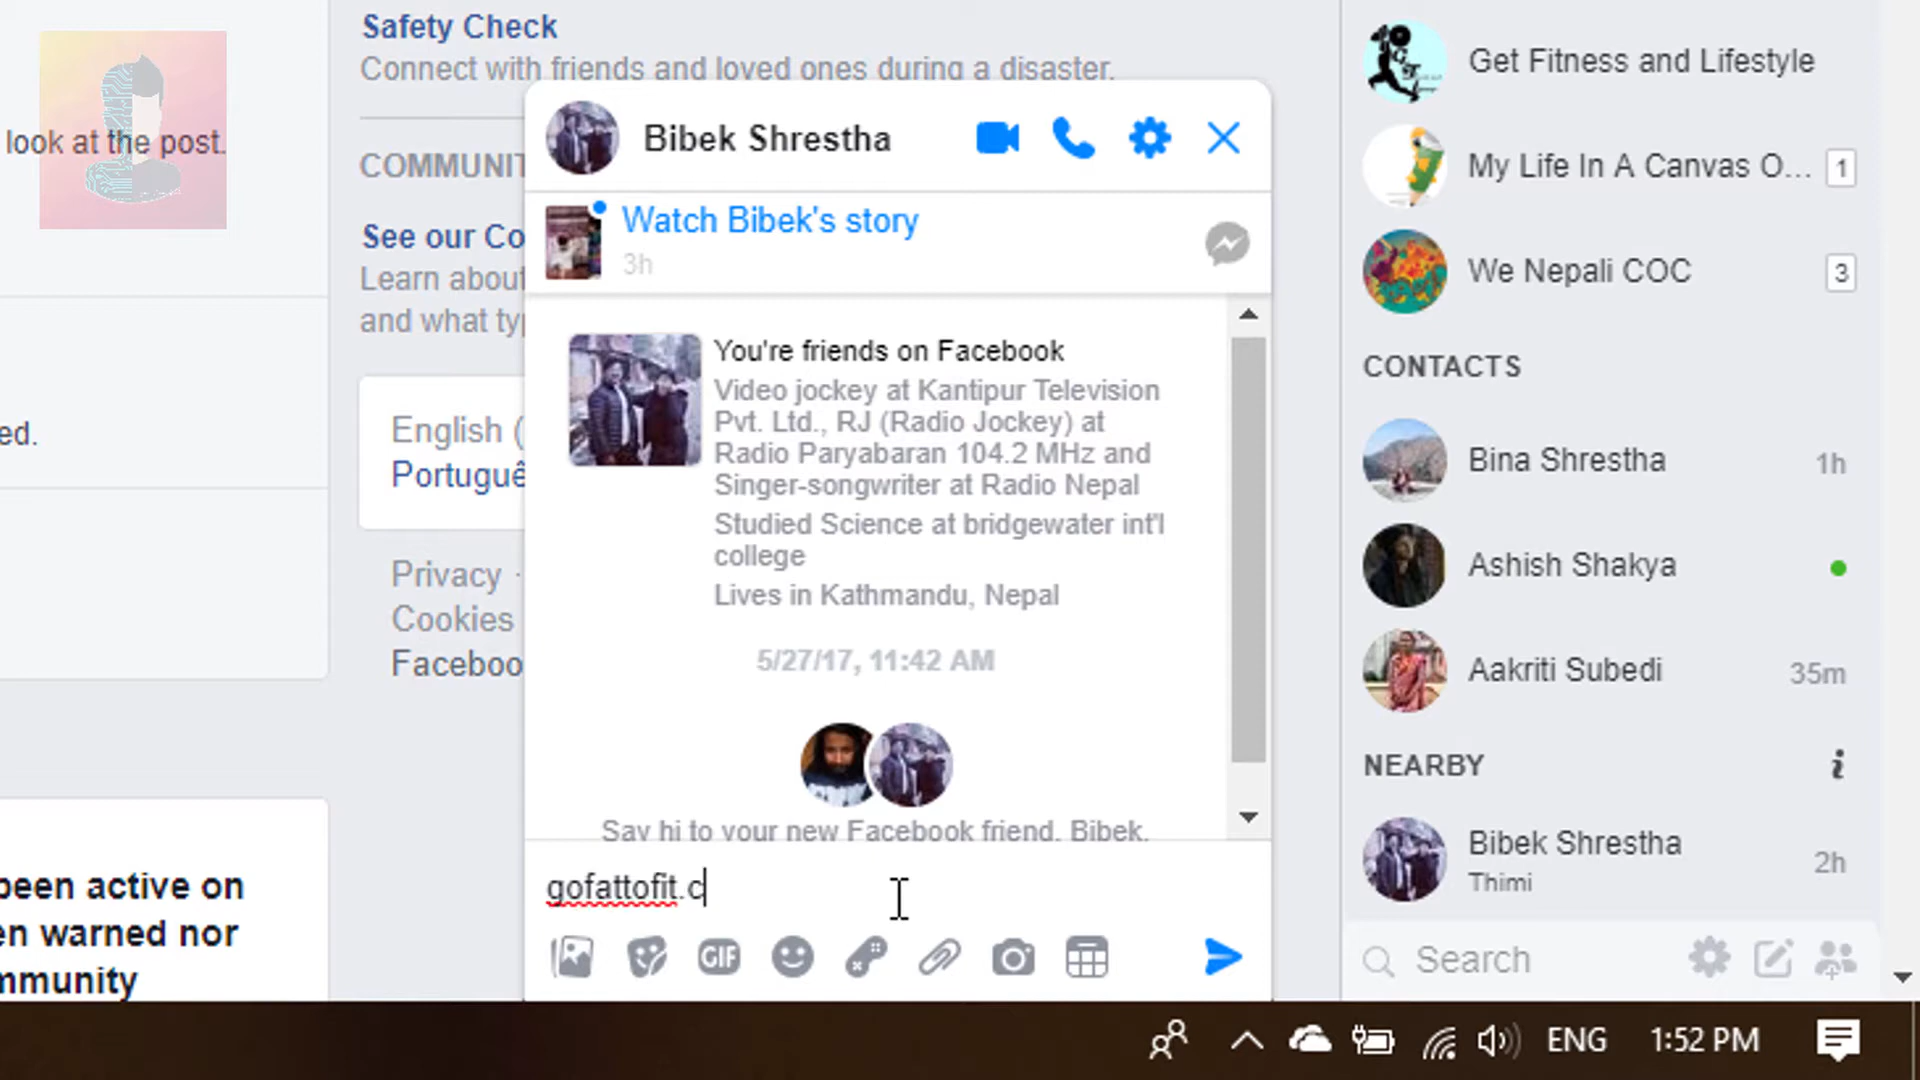 look at the post.
ed.
been active on
en warned nor
mmunity
Safety Check
Connect with friends and loved ones during a disaster.
COMMUNIT
See our Co
Learn about
and what typ
English (
Português
Privacy ·
Cookies
Faceboo
Bibek Shrestha
Watch Bibek's story
3h
You're friends on Facebook
Video jockey at Kantipur Television
Pvt. Ltd., RJ (Radio Jockey) at
Radio Paryabaran 104.2 MHz and
Singer-songwriter at Radio Nepal
Studied Science at bridgewater int'l
college
Lives in Kathmandu, Nepal
5/27/17, 11:42 AM
Say hi to your new Facebook friend, Bibek.
gofattofit.c
GIF
Get Fitness and Lifestyle
My Life In A Canvas O... 1
We Nepali COC 3
CONTACTS
Bina Shrestha 1h
Ashish Shakya
Aakriti Subedi 35m
NEARBY
Bibek Shrestha 2h
Thimi
Search
ENG 1:52 PM